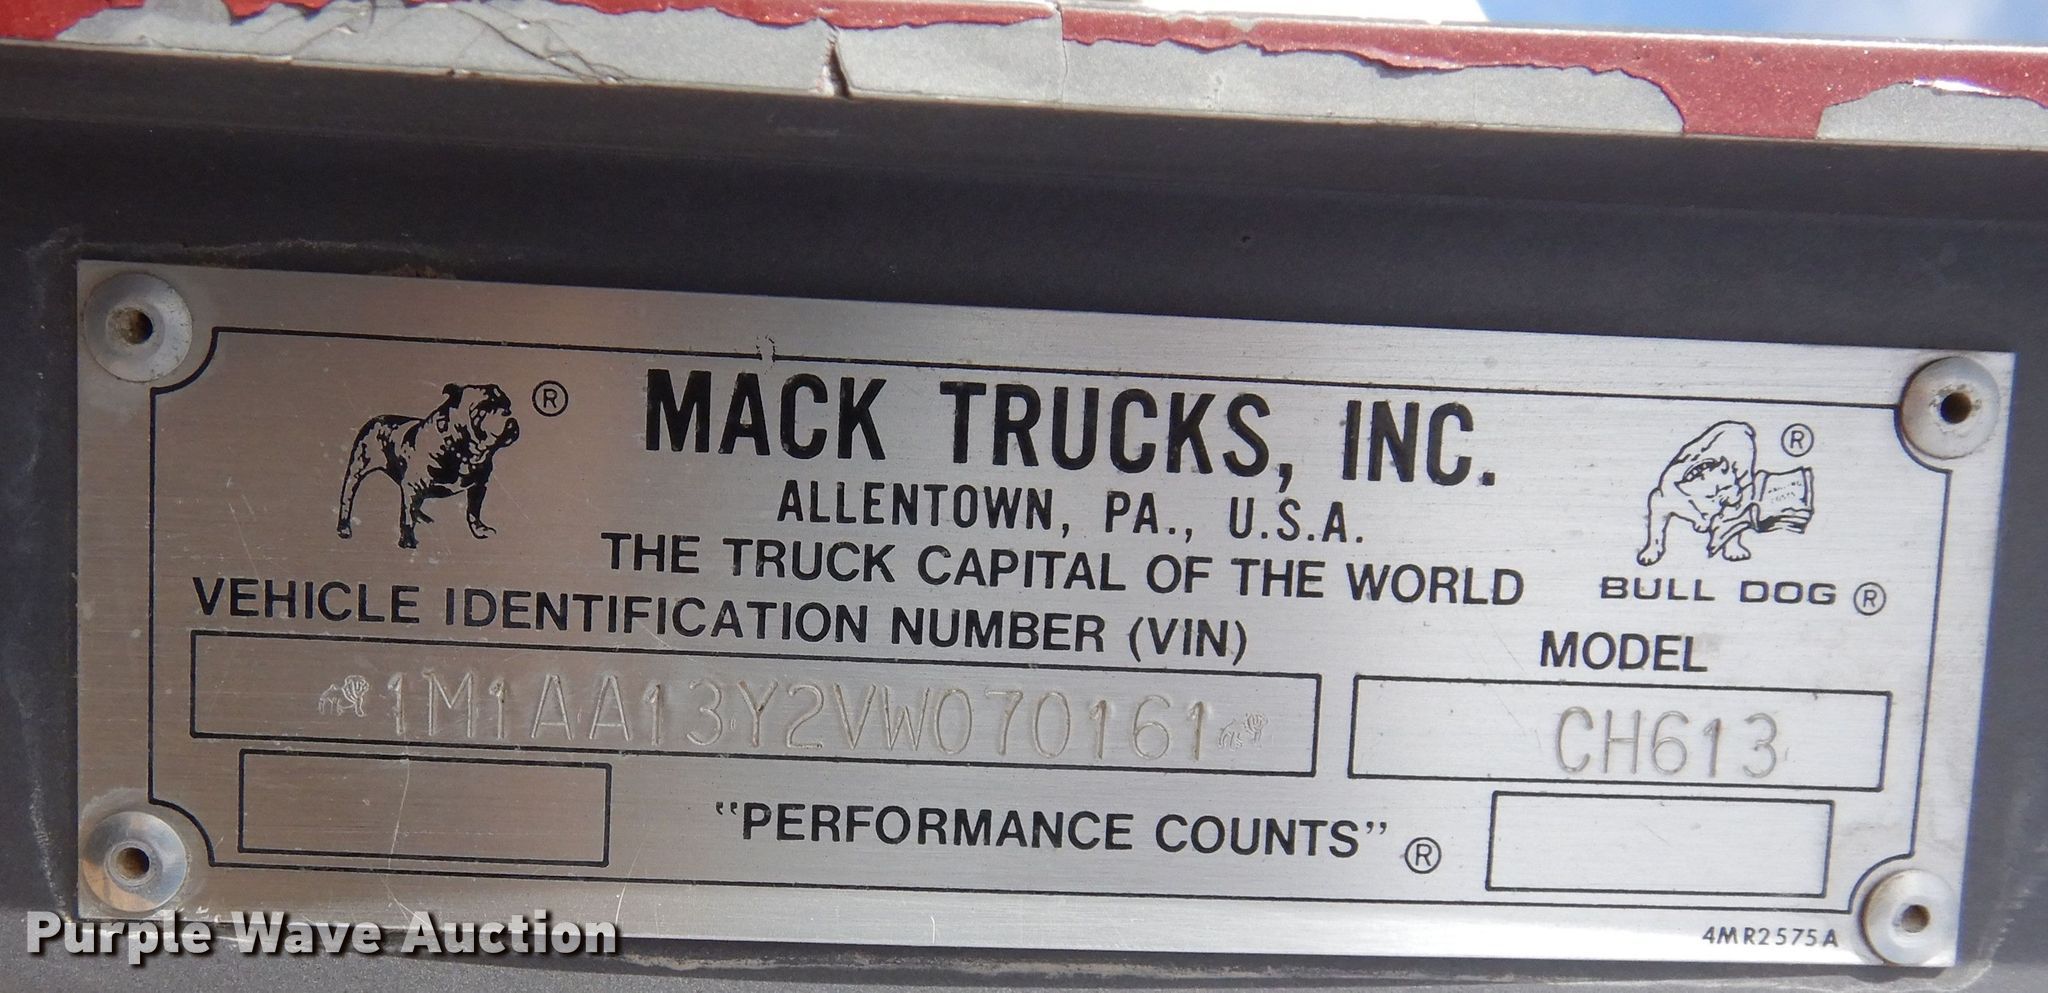 MACK TRUCKS, INC.
ALLENTOWN, PA., U.S.A.
THE TRUCK CAPITAL OF THE WORLD
BULL DOG ®
VEHICLE IDENTIFICATION NUMBER (VIN)
MODEL
1M1AA13Y2VW070161
CH613
"PERFORMANCE COUNTS" ®
4MR2575A
Purple Wave Auction